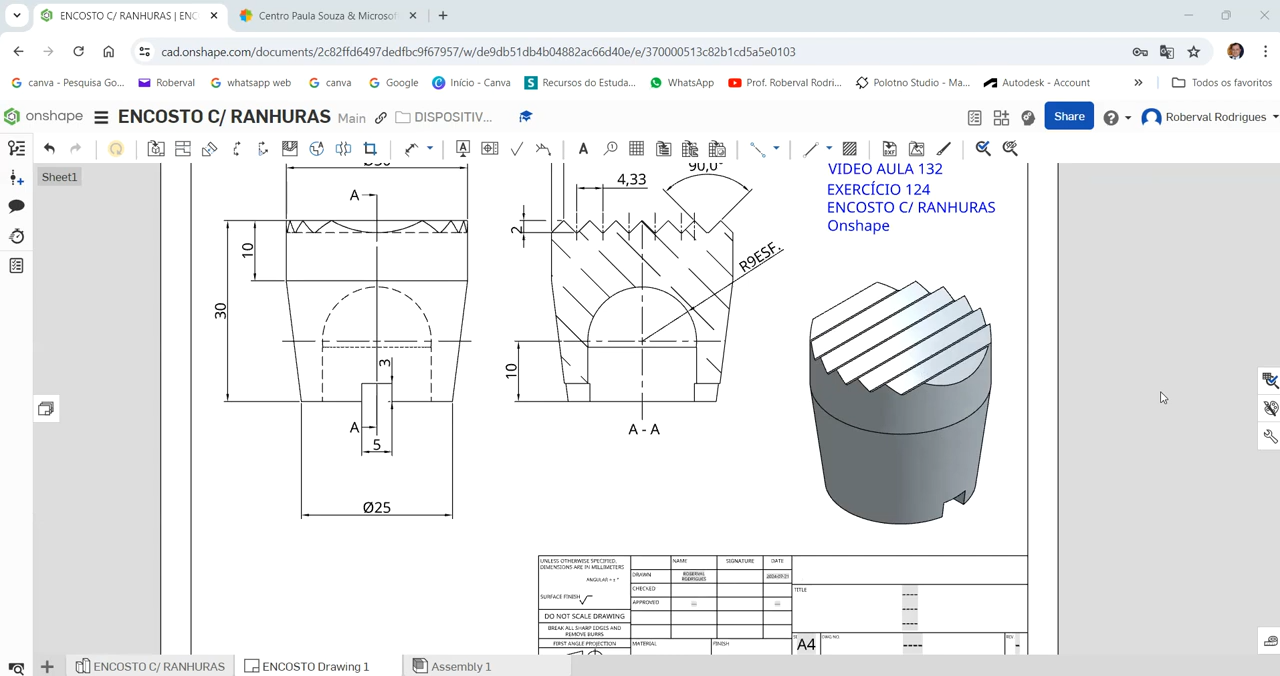 ENCOSTO C/ RANHURAS | ENC
Centro Paula Souza & Microsof
cad.onshape.com/documents/2c82ffd6497dedfbc9f67957/w/de9db51db4b04882ac66d40e/e/370000513c82b1cd5a5e0103
canva - Pesquisa Go...
Roberval
whatsapp web
canva
Google
Início - Canva
Recursos do Estuda...
WhatsApp
Prof. Roberval Rodri...
Polotno Studio - Ma...
Autodesk - Account
Todos os favoritos
onshape
ENCOSTO C/ RANHURAS
Main
DISPOSITIV...
Share
Roberval Rodrigues
Sheet1
A
4,33
90,0°
VIDEO AULA 132
EXERCÍCIO 124
ENCOSTO C/ RANHURAS
Onshape
2
10
30
R9ESF.
3
10
A
5
A - A
Ø25
UNLESS OTHERWISE SPECIFIED,
DIMENSIONS ARE IN MILLIMETERS
ANGULAR = ± °
SURFACE FINISH
DO NOT SCALE DRAWING
BREAK ALL SHARP EDGES AND
REMOVE BURRS
FIRST ANGLE PROJECTION
NAME
SIGNATURE
DATE
DRAWN
ROBERVAL
RODRIGUES
CHECKED
APPROVED
MATERIAL
FINISH
TITLE
A4
DWG NO.
REV
ENCOSTO C/ RANHURAS
ENCOSTO Drawing 1
Assembly 1